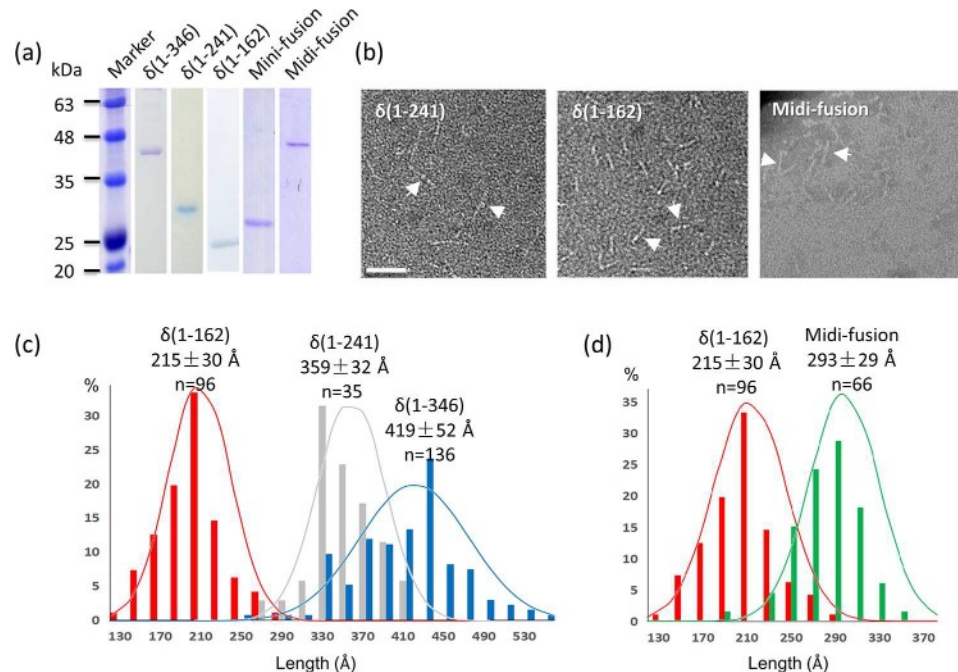 (a)
kDa
Marker
δ(1-346)
δ(1-241)
δ(1-162)
Mini-fusion
Midi-fusion
63
48
35
25
20
(b)
δ(1-241)
δ(1-162)
Midi-fusion
(c)
δ(1-162)
215±30 Å
n=96
δ(1-241)
359±32 Å
n=35
δ(1-346)
419±52 Å
n=136
%
30
25
20
15
10
5
0
130 170 210 250 290 330 370 410 450 490 530
Length (Å)
(d)
δ(1-162)
215±30 Å
n=96
Midi-fusion
293±29 Å
n=66
%
35
30
25
20
15
10
5
0
130 170 210 250 290 330 370
Length (Å)